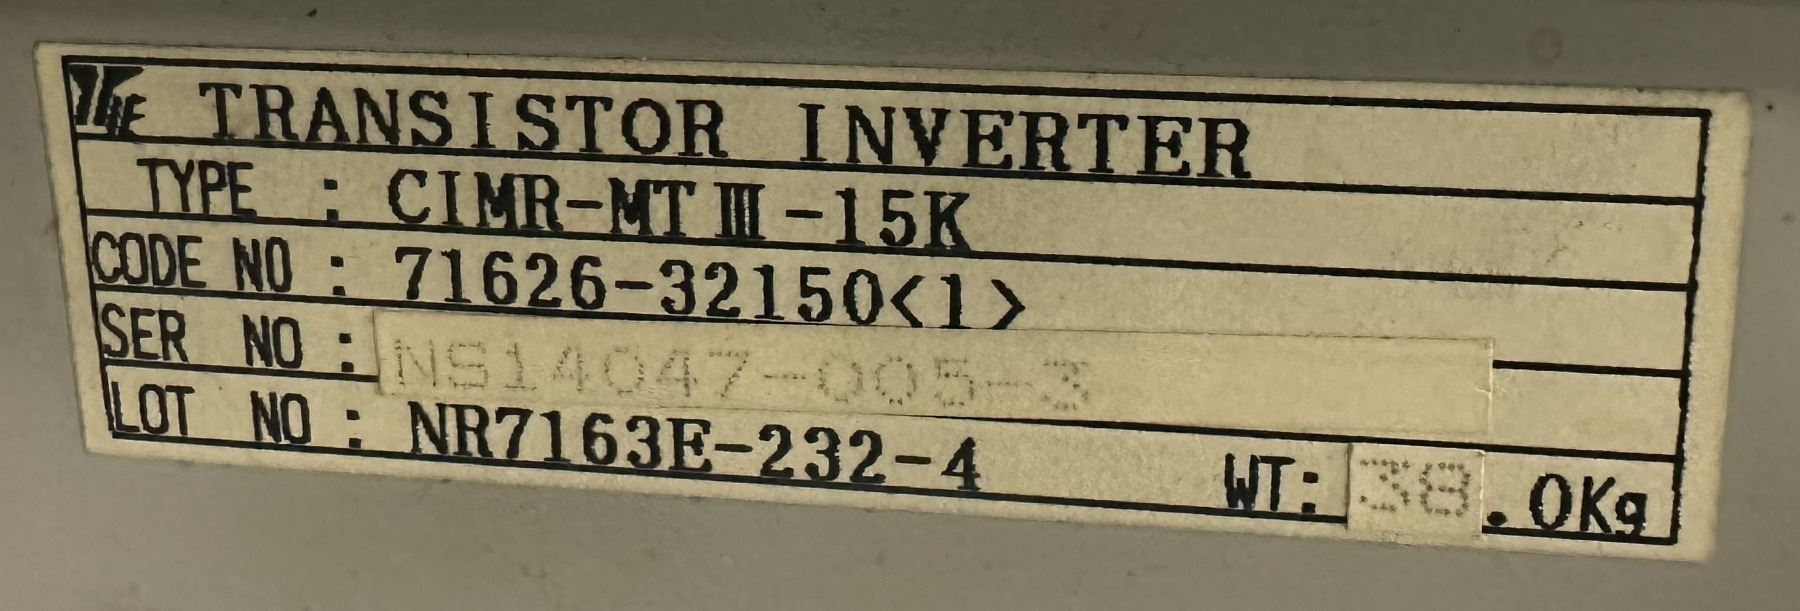 YE TRANSISTOR INVERTER
TYPE : CIMR-MTⅢ-15K
CODE NO : 71626-32150<1>
SER NO : NS14047-005-3
LOT NO : NR7163E-232-4 WT: 38.0Kg